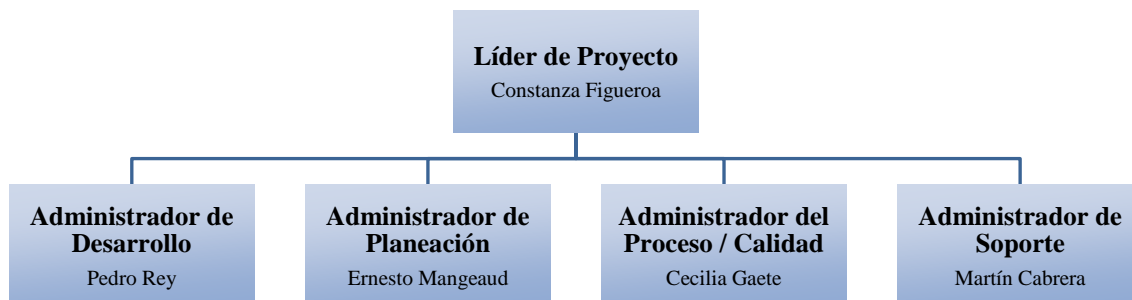 Líder de Proyecto
Constanza Figueroa
Administrador de
Desarrollo
Pedro Rey
Administrador de
Planeación
Ernesto Mangeaud
Administrador del
Proceso / Calidad
Cecilia Gaete
Administrador de
Soporte
Martín Cabrera